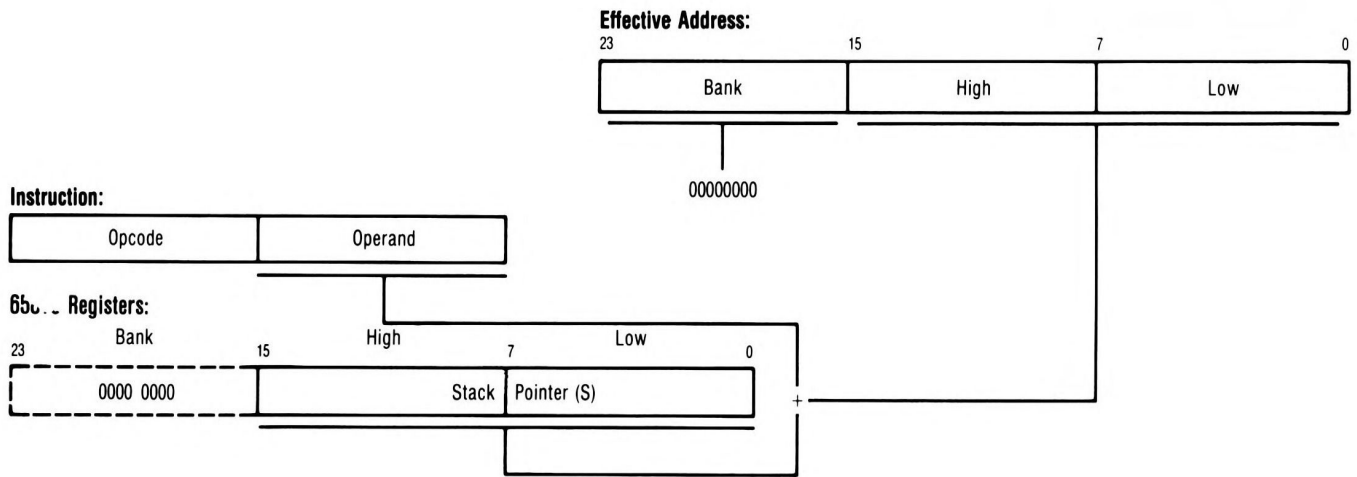 Effective Address:
23 15 7 0
Bank High Low
00000000
Instruction:
Opcode Operand
Registers:
Bank High Low
23 15 7 0
0000 0000 Stack Pointer (S)
+